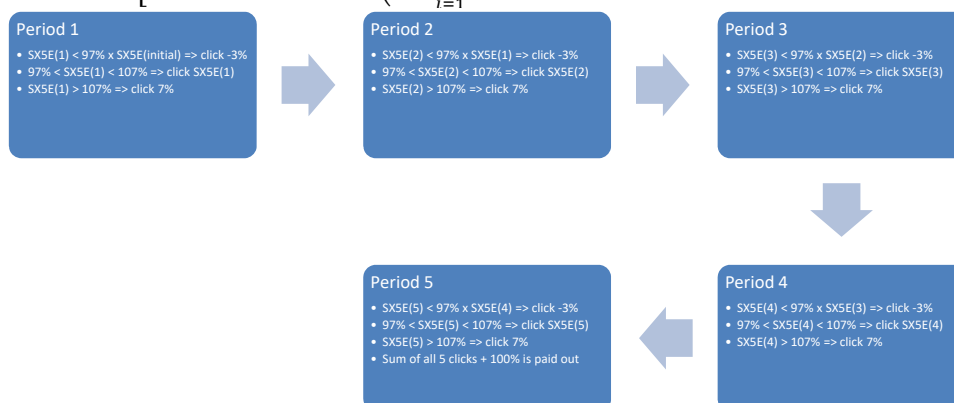 i=1
Period 1
• SX5E(1) < 97% x SX5E(initial) => click -3%
• 97% < SX5E(1) < 107% => click SX5E(1)
• SX5E(1) > 107% => click 7%
Period 2
• SX5E(2) < 97% x SX5E(1) => click -3%
• 97% < SX5E(2) < 107% => click SX5E(2)
• SX5E(2) > 107% => click 7%
Period 3
• SX5E(3) < 97% x SX5E(2) => click -3%
• 97% < SX5E(3) < 107% => click SX5E(3)
• SX5E(3) > 107% => click 7%
Period 4
• SX5E(4) < 97% x SX5E(3) => click -3%
• 97% < SX5E(4) < 107% => click SX5E(4)
• SX5E(4) > 107% => click 7%
Period 5
• SX5E(5) < 97% x SX5E(4) => click -3%
• 97% < SX5E(5) < 107% => click SX5E(5)
• SX5E(5) > 107% => click 7%
• Sum of all 5 clicks + 100% is paid out